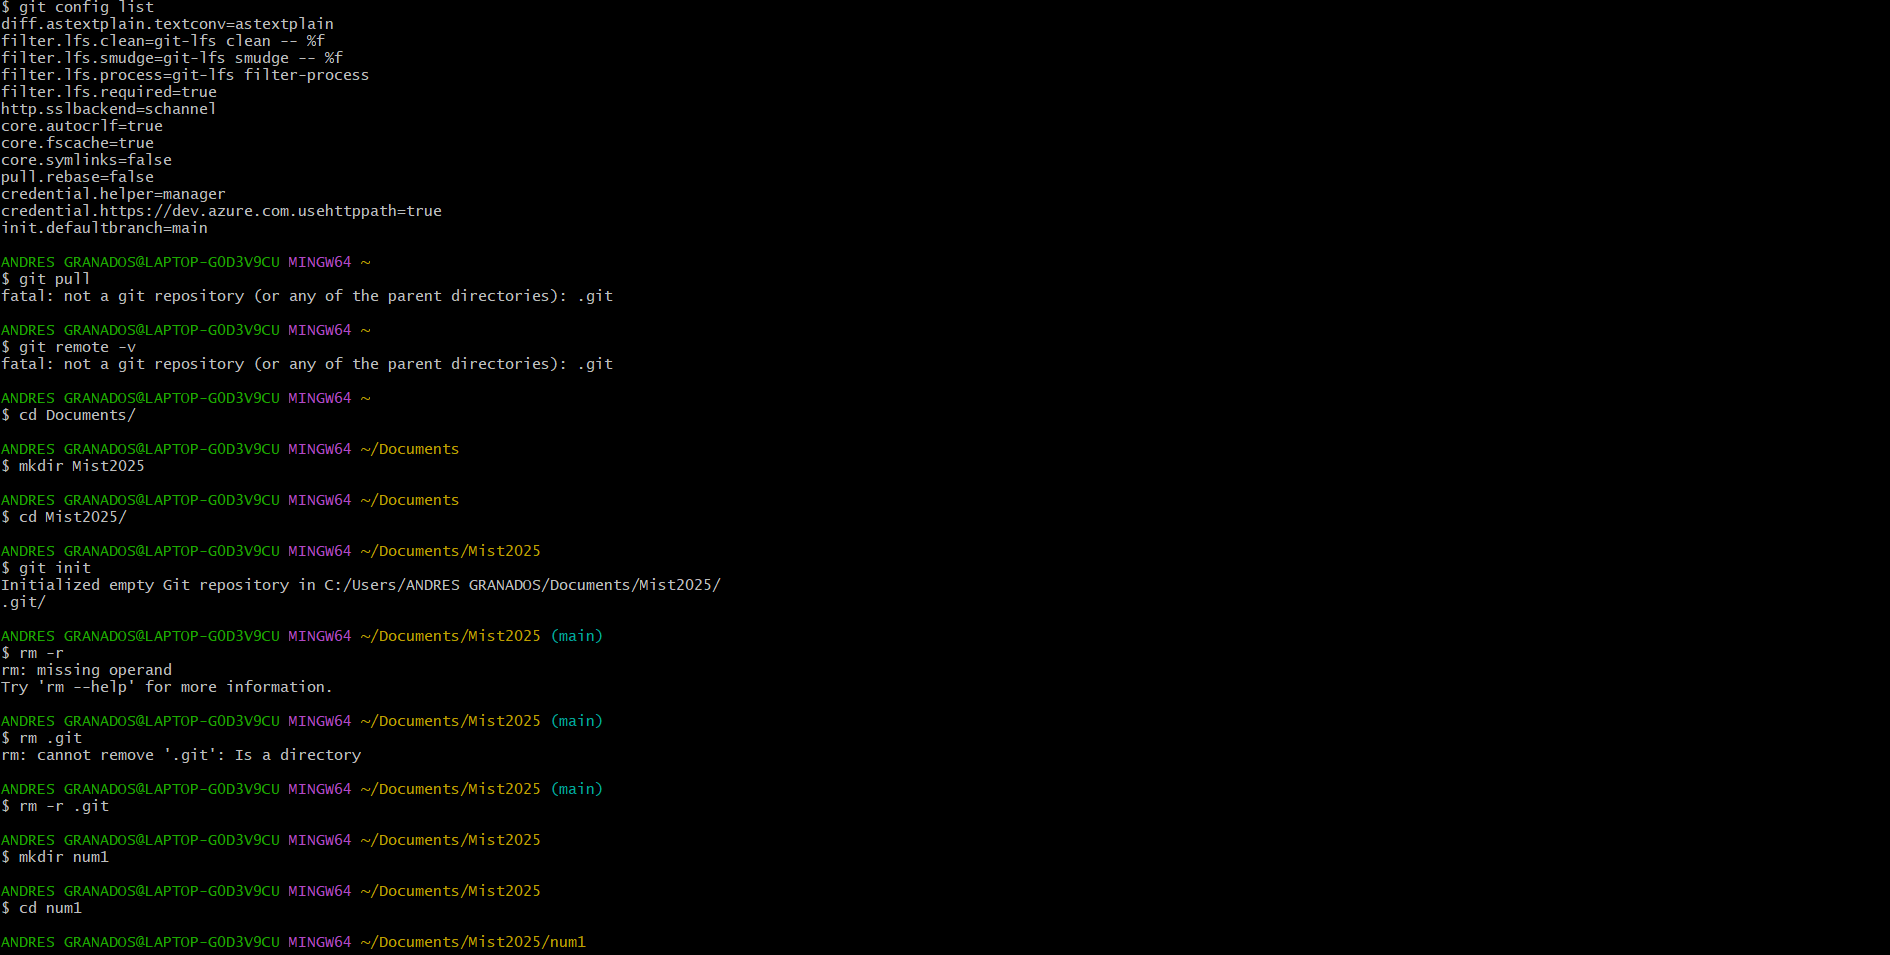 $ git config list
diff.astextplain.textconv=astextplain
filter.lfs.clean=git-lfs clean -- %f
filter.lfs.smudge=git-lfs smudge -- %f
filter.lfs.process=git-lfs filter-process
filter.lfs.required=true
http.sslbackend=schannel
core.autocrlf=true
core.fscache=true
core.symlinks=false
pull.rebase=false
credential.helper=manager
credential.https://dev.azure.com.usehttppath=true
init.defaultbranch=main
ANDRES GRANADOS@LAPTOP-G0D3V9CU MINGW64 ~
$ git pull
fatal: not a git repository (or any of the parent directories): .git
ANDRES GRANADOS@LAPTOP-G0D3V9CU MINGW64 ~
$ git remote -v
fatal: not a git repository (or any of the parent directories): .git
ANDRES GRANADOS@LAPTOP-G0D3V9CU MINGW64 ~
$ cd Documents/
ANDRES GRANADOS@LAPTOP-G0D3V9CU MINGW64 ~/Documents
$ mkdir Mist2025
ANDRES GRANADOS@LAPTOP-G0D3V9CU MINGW64 ~/Documents
$ cd Mist2025/
ANDRES GRANADOS@LAPTOP-G0D3V9CU MINGW64 ~/Documents/Mist2025
$ git init
Initialized empty Git repository in C:/Users/ANDRES GRANADOS/Documents/Mist2025/
.git/
ANDRES GRANADOS@LAPTOP-G0D3V9CU MINGW64 ~/Documents/Mist2025 (main)
$ rm -r
rm: missing operand
Try 'rm --help' for more information.
ANDRES GRANADOS@LAPTOP-G0D3V9CU MINGW64 ~/Documents/Mist2025 (main)
$ rm .git
rm: cannot remove '.git': Is a directory
ANDRES GRANADOS@LAPTOP-G0D3V9CU MINGW64 ~/Documents/Mist2025 (main)
$ rm -r .git
ANDRES GRANADOS@LAPTOP-G0D3V9CU MINGW64 ~/Documents/Mist2025
$ mkdir num1
ANDRES GRANADOS@LAPTOP-G0D3V9CU MINGW64 ~/Documents/Mist2025
$ cd num1
ANDRES GRANADOS@LAPTOP-G0D3V9CU MINGW64 ~/Documents/Mist2025/num1